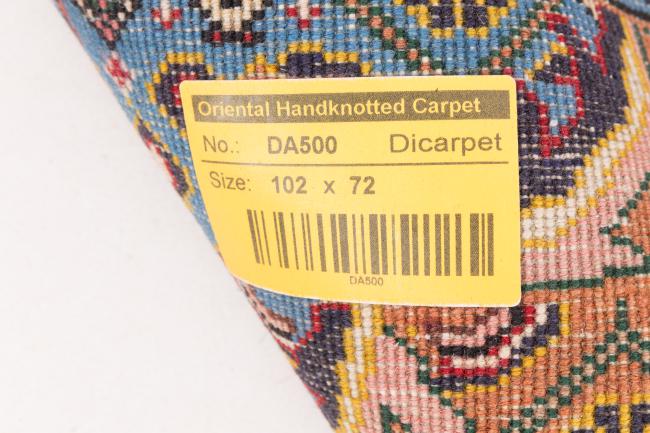 Oriental Handknotted Carpet
No.: DA500 Dicarpet
Size: 102 x 72
DA500